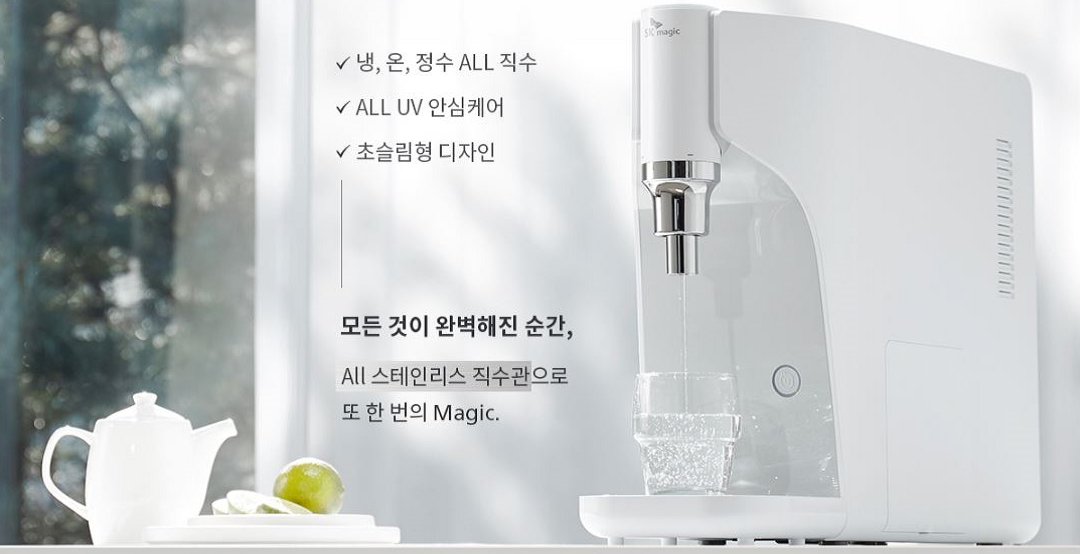 SK magic
✓ 냉, 온, 정수 ALL 직수
✓ ALL UV 안심케어
✓ 초슬림형 디자인
모든 것이 완벽해진 순간,
All 스테인리스 직수관으로
또 한 번의 Magic.